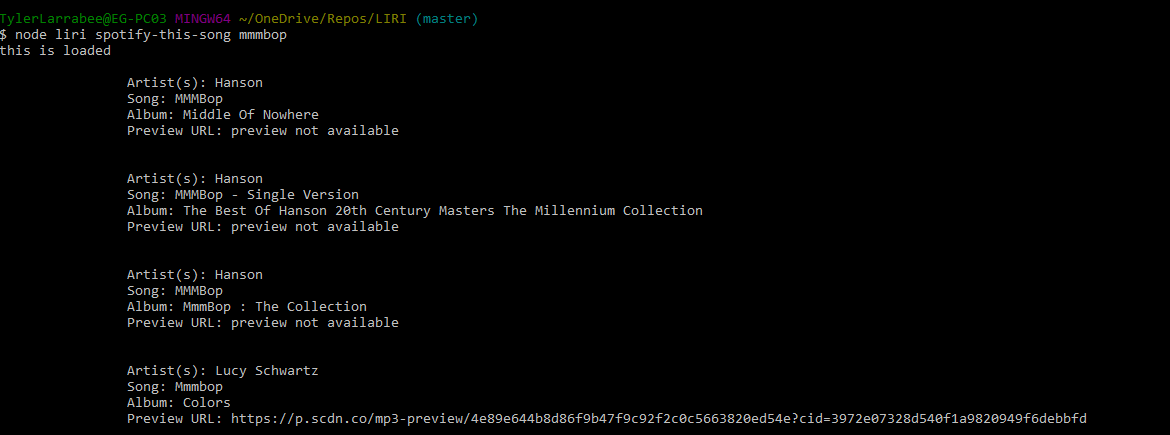 TylerLarrabee@EG-PC03 MINGW64 ~/OneDrive/Repos/LIRI (master)
$ node liri spotify-this-song mmmbop
this is loaded
Artist(s): Hanson
Song: MMMBop
Album: Middle Of Nowhere
Preview URL: preview not available
Artist(s): Hanson
Song: MMMBop - Single Version
Album: The Best Of Hanson 20th Century Masters The Millennium Collection
Preview URL: preview not available
Artist(s): Hanson
Song: MMMBop
Album: MmmBop : The Collection
Preview URL: preview not available
Artist(s): Lucy Schwartz
Song: Mmmbop
Album: Colors
Preview URL: https://p.scdn.co/mp3-preview/4e89e644b8d86f9b47f9c92f2c0c5663820ed54e?cid=3972e07328d540f1a9820949f6debbfd